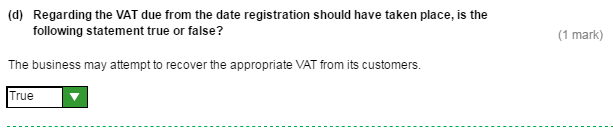 (d) Regarding the VAT due from the date registration should have taken place, is the
following statement true or false?
(1 mark)
The business may attempt to recover the appropriate VAT from its customers.
True